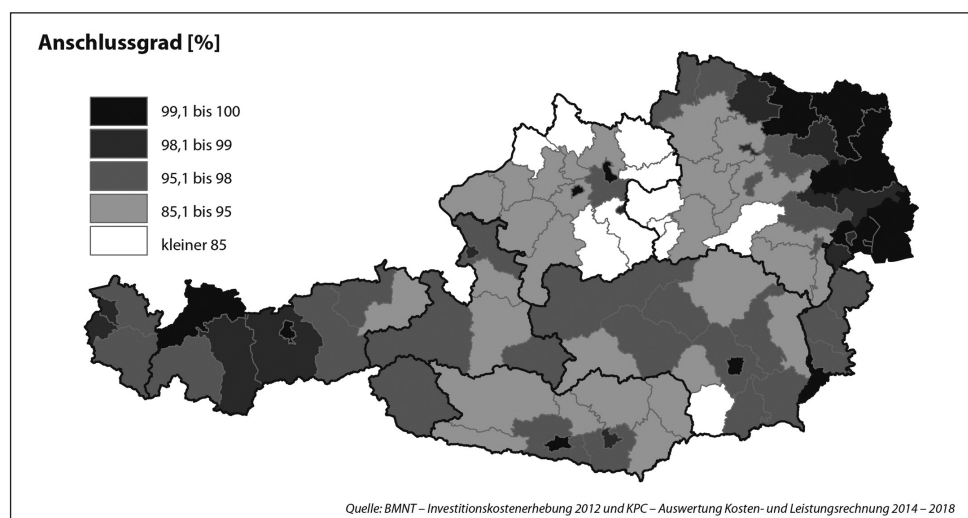 Anschlussgrad [%]
99,1 bis 100
98,1 bis 99
95,1 bis 98
85,1 bis 95
kleiner 85
Quelle: BMNT – Investitionskostenerhebung 2012 und KPC – Auswertung Kosten- und Leistungsrechnung 2014 – 2018